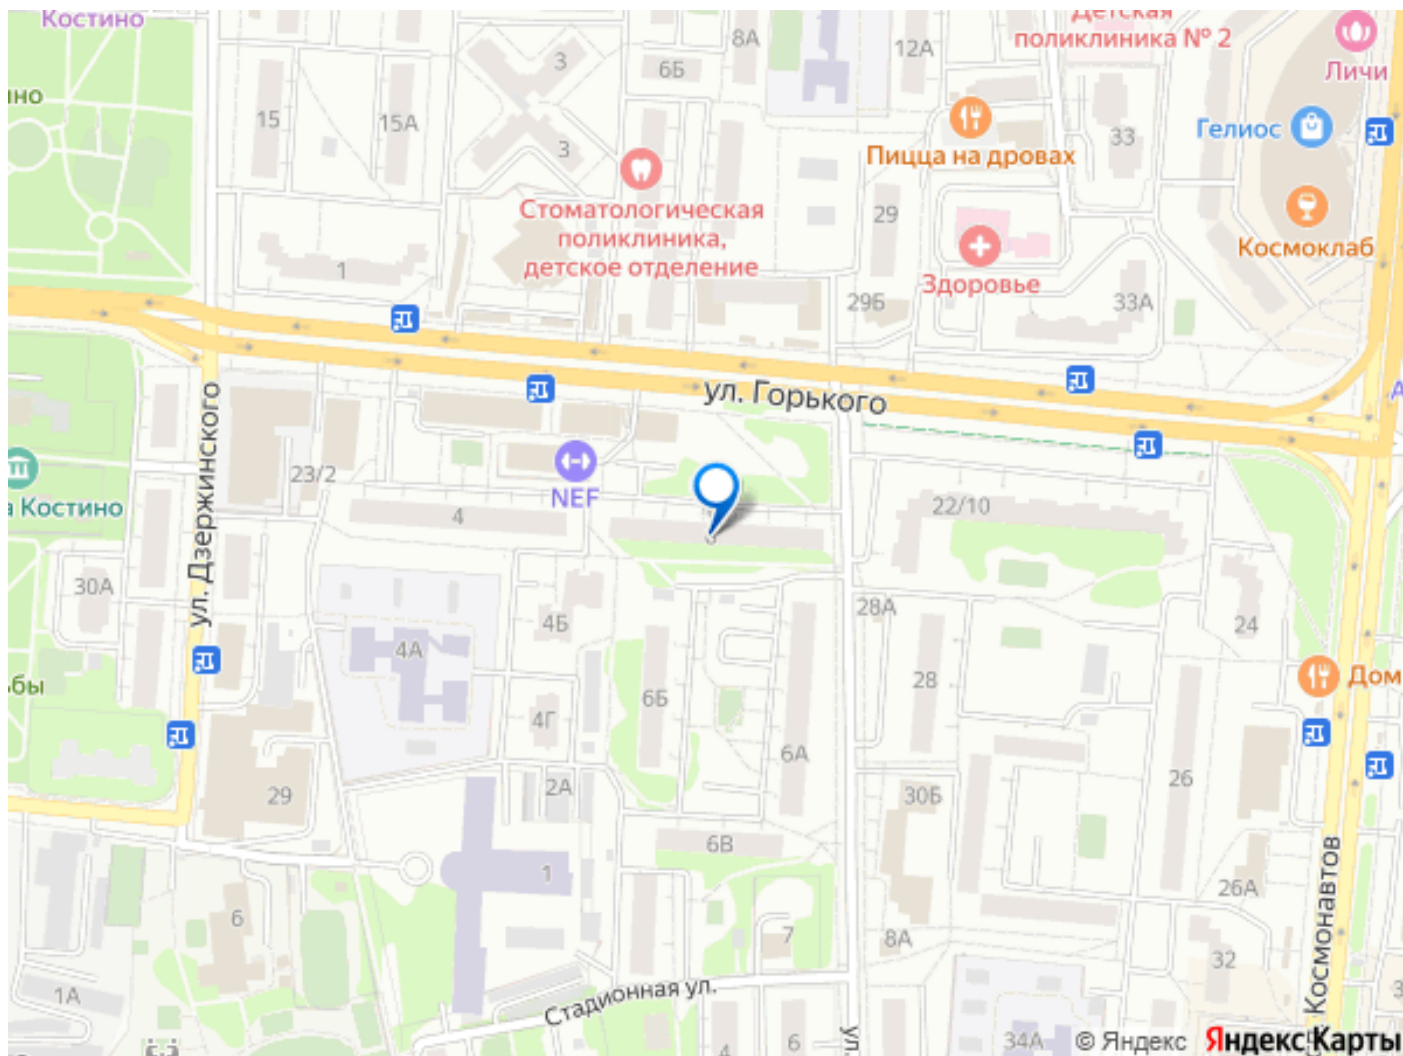 Костино
8А
Детская
поликлиника № 2
12А
3
6Б
Личи
15
15А
33
Гелиос
3
Пицца на дровах
Стоматологическая
поликлиника,
детское отделение
29
Космоклаб
1
Здоровье
29Б
33А
ул. Горького
ул. Дзержинского
23/2
NEF
а Костино
4
22/10
30А
4Б
28А
24
4А
6Б
28
Дом
ьбы
4Г
6А
26
2А
29
30Б
6В
1
26А
6
7
8А
32
1А
Стадионная ул.
Космонавтов
4
6
ул.
34А
© Яндекс
Яндекс Карты